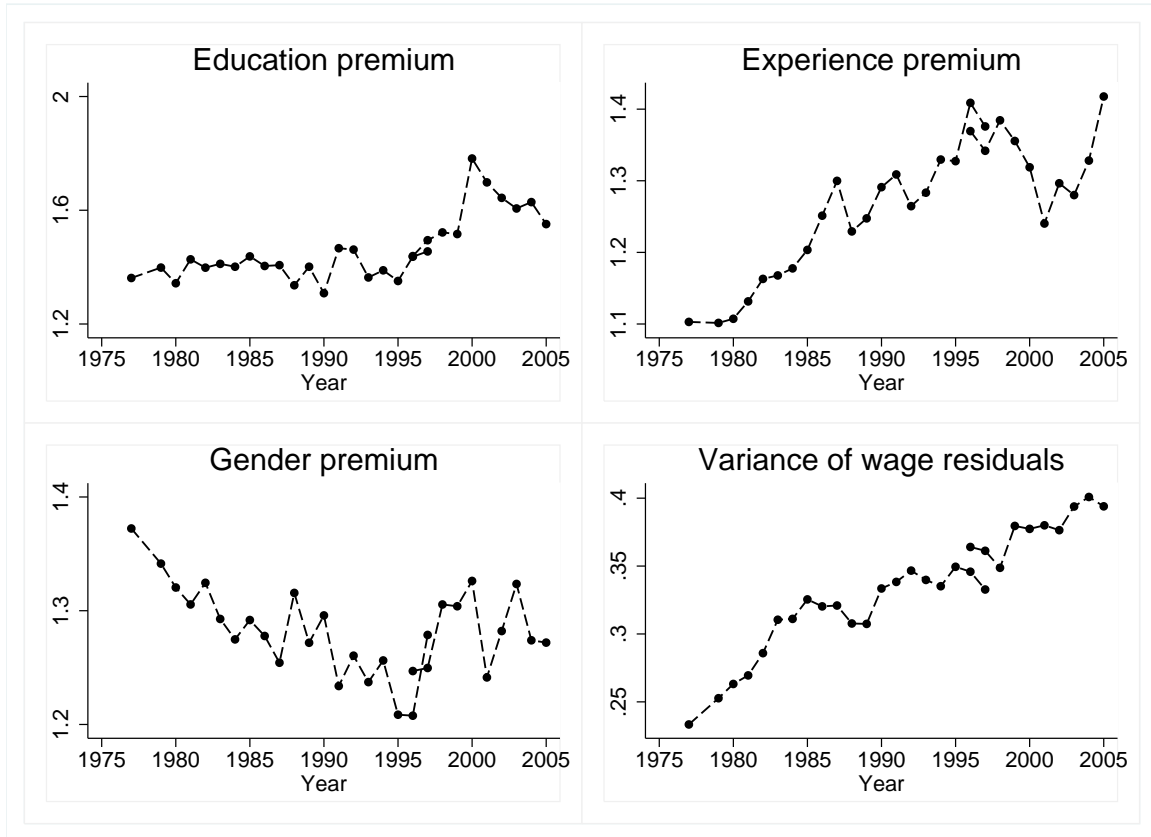 Education premium
2
1.6
1.2
1975 1980 1985 1990 1995 2000 2005
Year
Experience premium
1.4
1.3
1.2
1.1
1975 1980 1985 1990 1995 2000 2005
Year
Gender premium
1.4
1.3
1.2
1975 1980 1985 1990 1995 2000 2005
Year
Variance of wage residuals
.4
.35
.3
.25
1975 1980 1985 1990 1995 2000 2005
Year